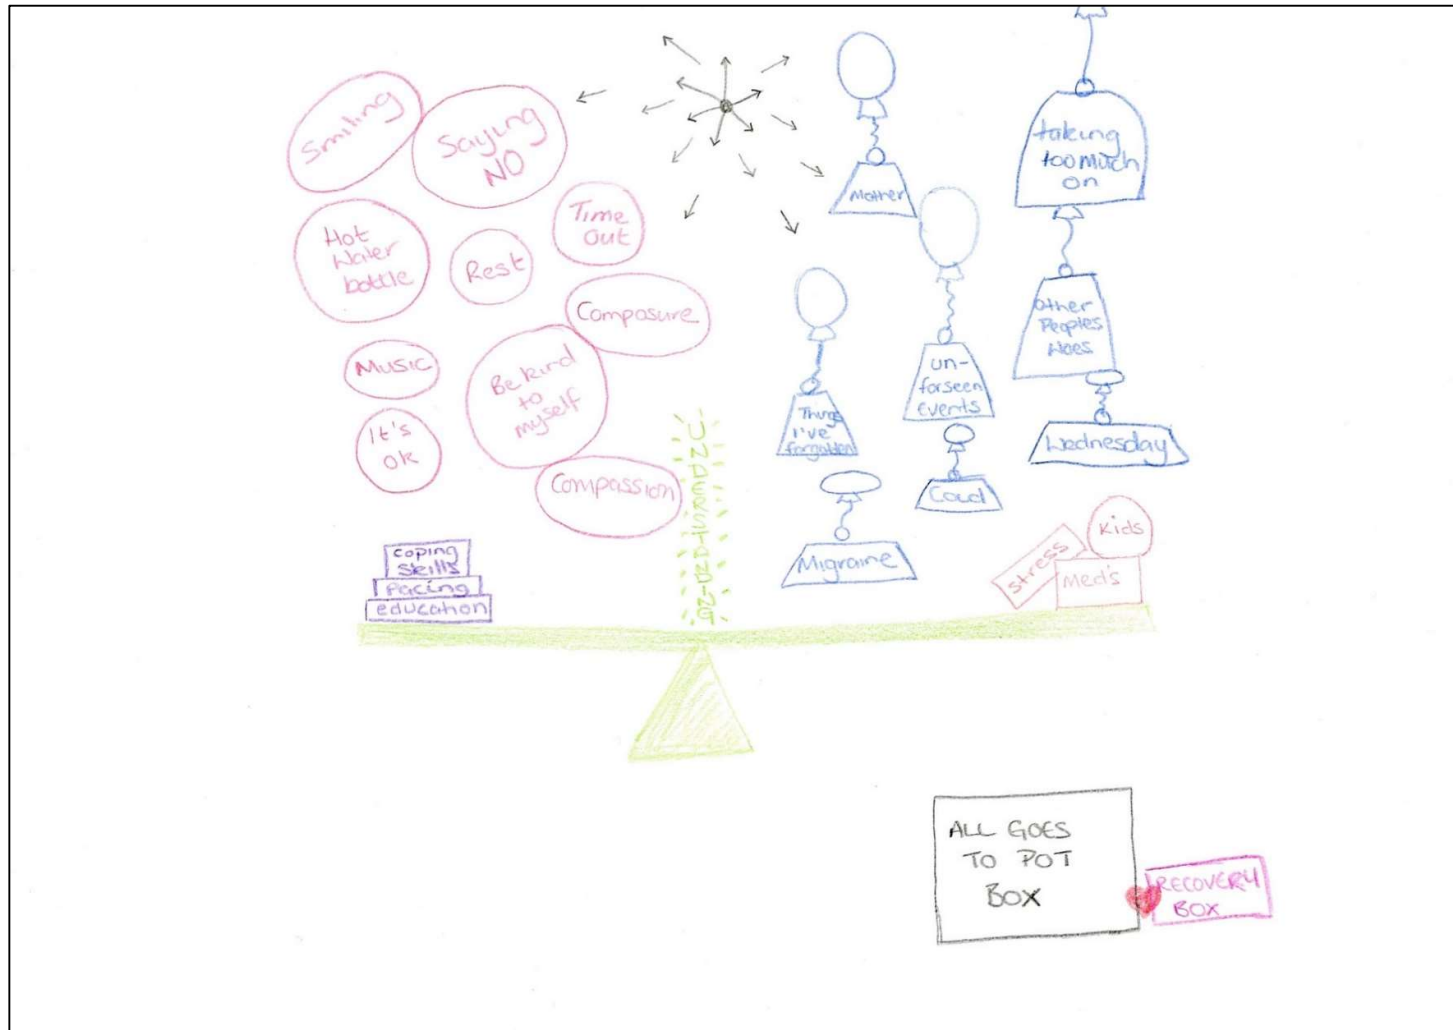 Smiling
Saying
NO
Hot
Water
bottle
Rest
Time
Out
Composure
Music
Be kind
to
myself
It's
ok
Compassion
coping
skills
Pacing
education
Mother
taking
too much
on
other
Peoples
Woes
un-
forseen
Events
Things
I've
forgotten
Wednesday
Cold
Migraine
stress
Kids
Med's
ALL GOES
TO POT
BOX
RECOVERY
BOX